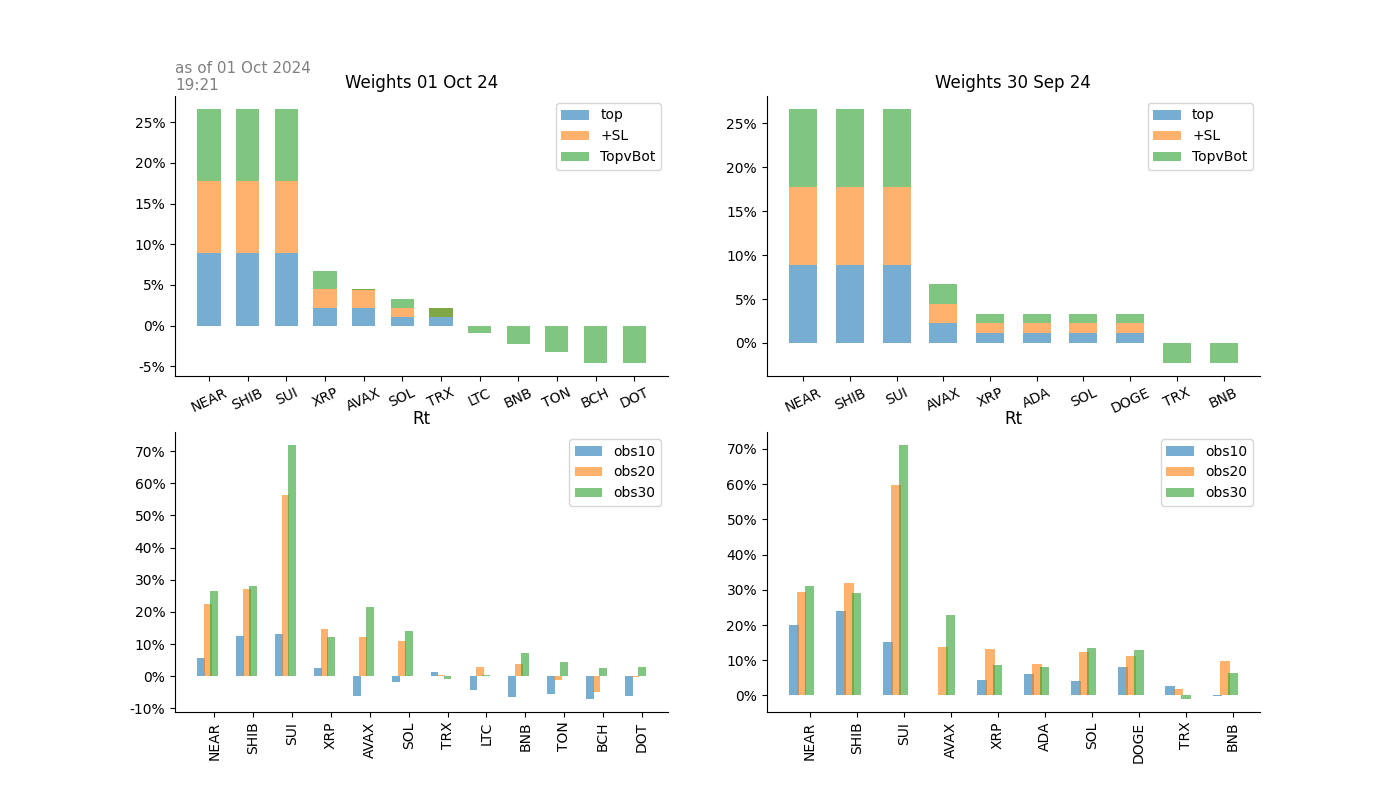 as of 01 Oct 2024
19:21
Weights 01 Oct 24
25%
20%
15%
10%
5%
0%
-5%
top
+SL
TopvBot
NEAR SHIB SUI XRP AVAX SOL TRX LTC BNB TON BCH DOT
Weights 30 Sep 24
25%
20%
15%
10%
5%
0%
top
+SL
TopvBot
NEAR SHIB SUI AVAX XRP ADA SOL DOGE TRX BNB
Rt
70%
60%
50%
40%
30%
20%
10%
0%
-10%
obs10
obs20
obs30
NEAR SHIB SUI XRP AVAX SOL TRX LTC BNB TON BCH DOT
Rt
70%
60%
50%
40%
30%
20%
10%
0%
obs10
obs20
obs30
NEAR SHIB SUI AVAX XRP ADA SOL DOGE TRX BNB